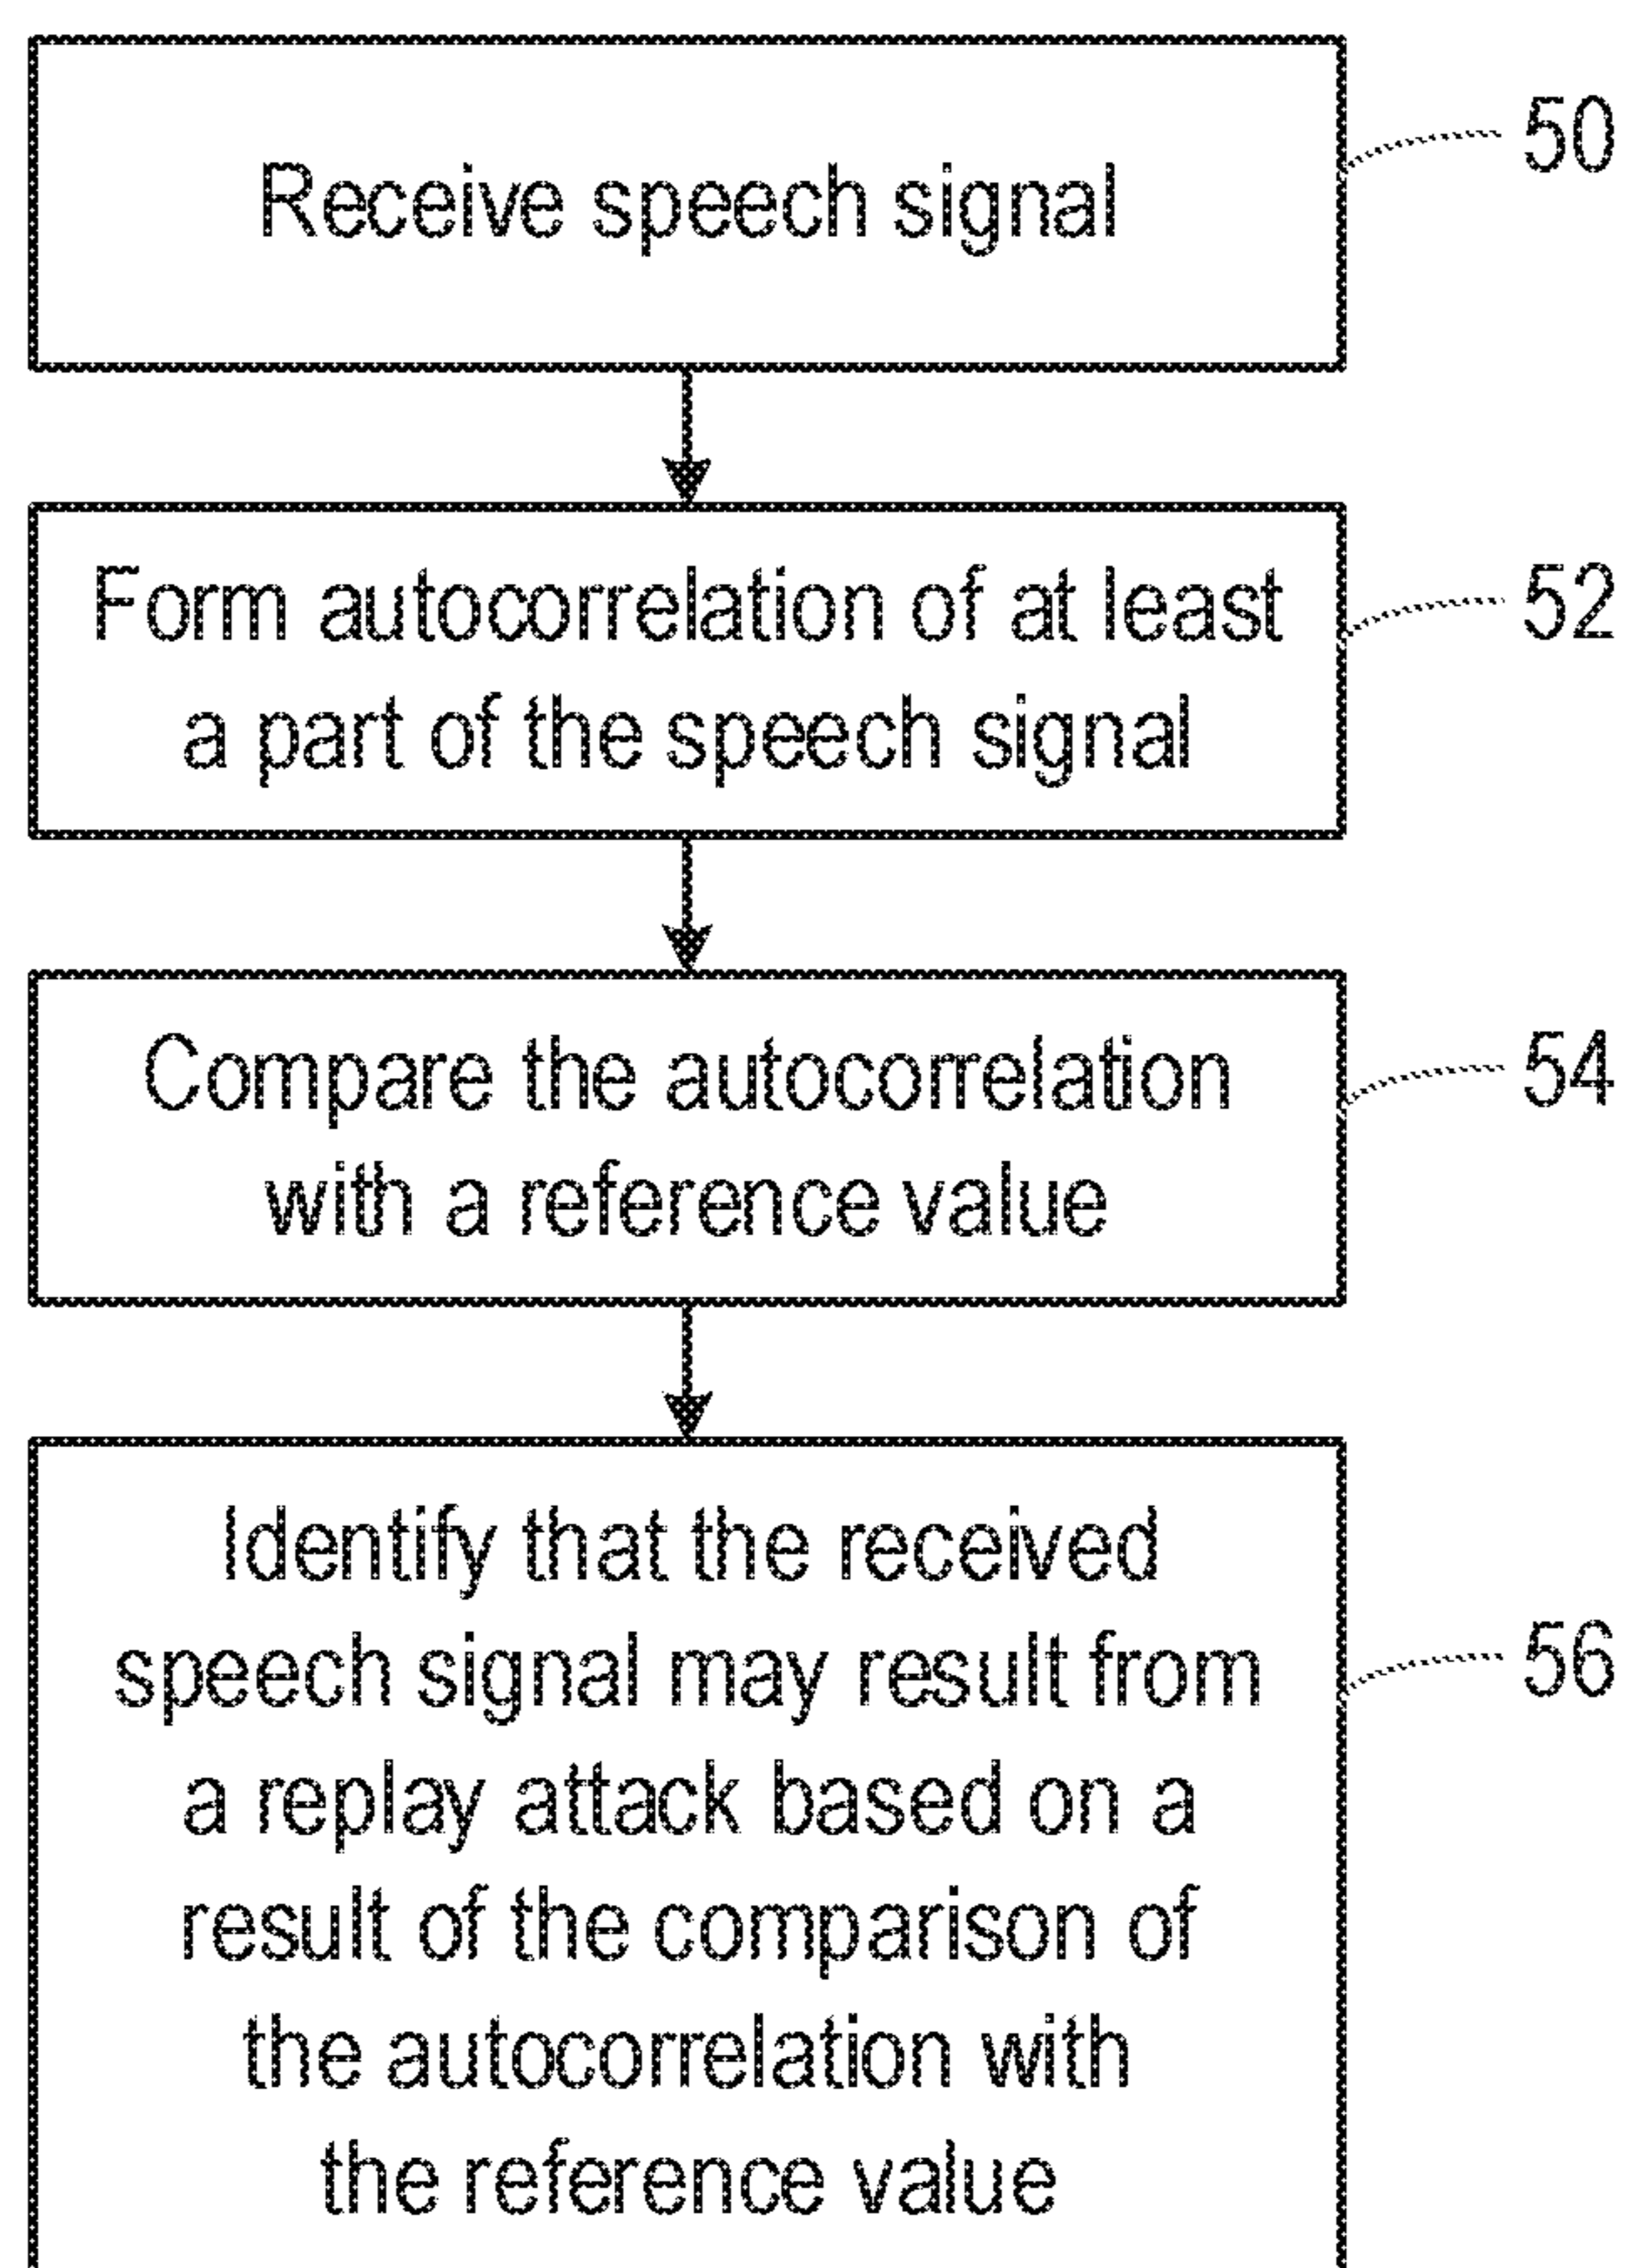 Receive speech signal
50
Form autocorrelation of at least
a part of the speech signal
52
Compare the autocorrelation
with a reference value
54
Identify that the received
speech signal may result from
a replay attack based on a
result of the comparison of
the autocorrelation with
the reference value
56